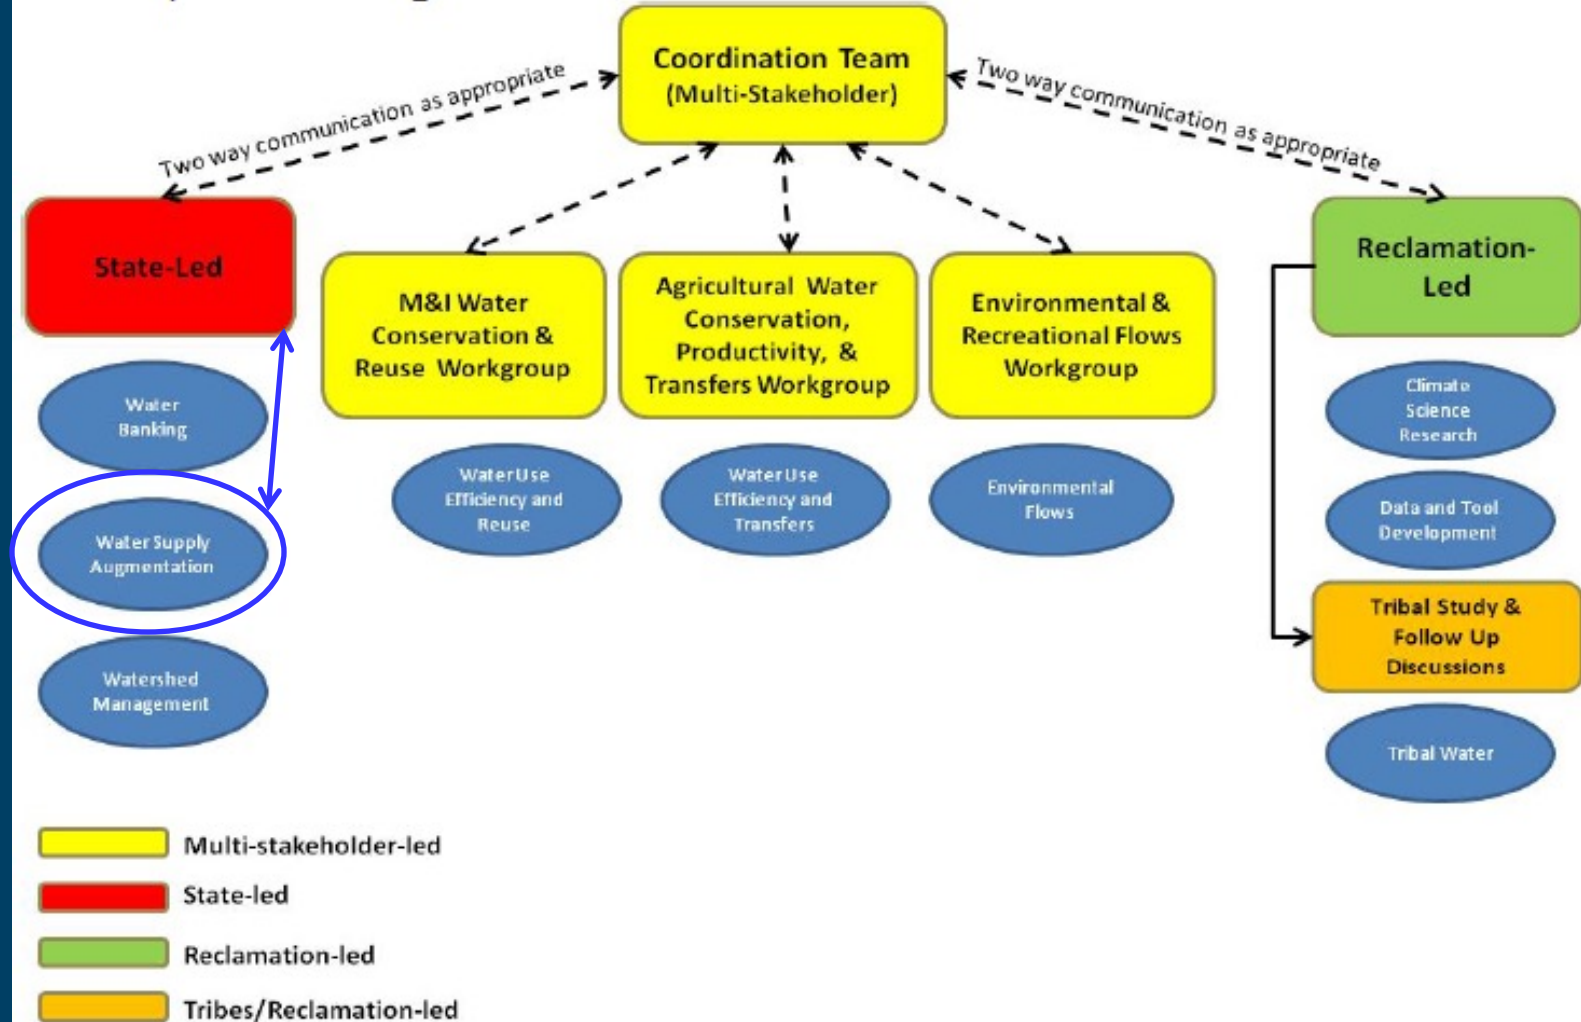 Coordination Team
(Multi-Stakeholder)
Two way communication as appropriate
Two way communication as appropriate
State-Led
Water
Banking
Water Supply
Augmentation
Watershed
Management
M&I Water
Conservation &
Reuse Workgroup
Water Use
Efficiency and
Reuse
Agricultural Water
Conservation,
Productivity, &
Transfers Workgroup
Water Use
Efficiency and
Transfers
Environmental &
Recreational Flows
Workgroup
Environmental
Flows
Reclamation-
Led
Climate
Science
Research
Data and Tool
Development
Tribal Study &
Follow Up
Discussions
Tribal Water
Multi-stakeholder-led
State-led
Reclamation-led
Tribes/Reclamation-led